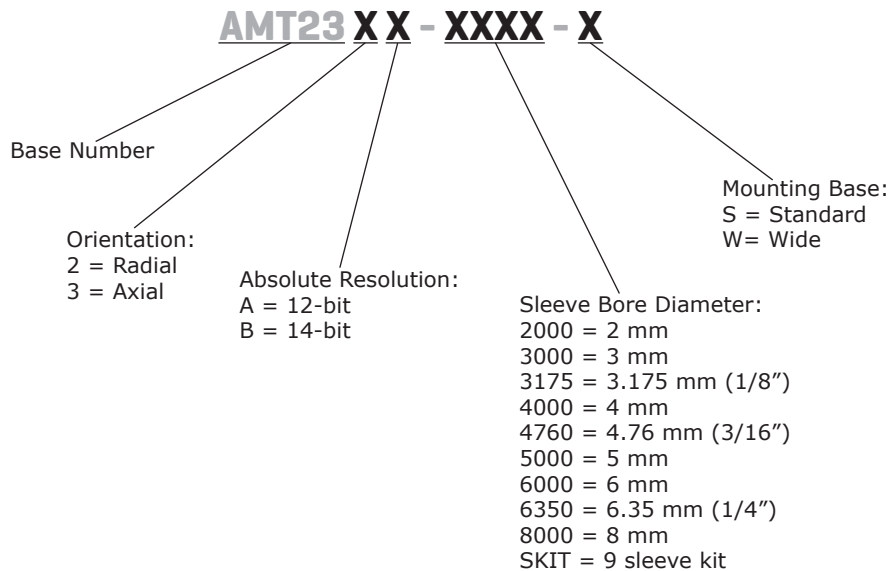 AMT23 X X - XXXX - X
Base Number
Orientation:
2 = Radial
3 = Axial
Absolute Resolution:
A = 12-bit
B = 14-bit
Sleeve Bore Diameter:
2000 = 2 mm
3000 = 3 mm
3175 = 3.175 mm (1/8”)
4000 = 4 mm
4760 = 4.76 mm (3/16”)
5000 = 5 mm
6000 = 6 mm
6350 = 6.35 mm (1/4”)
8000 = 8 mm
SKIT = 9 sleeve kit
Mounting Base:
S = Standard
W= Wide